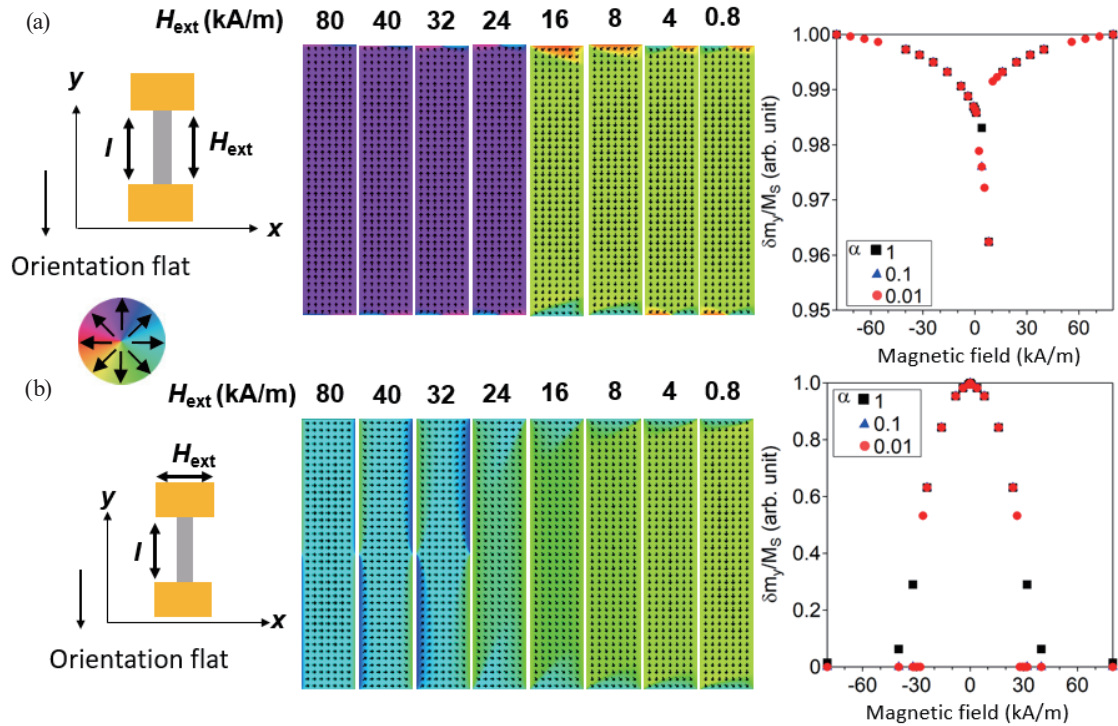 (a)
H_ext (kA/m) 80 40 32 24 16 8 4 0.8
y
I
H_ext
x
Orientation flat
δm_y/M_S (arb. unit)
1.00
0.99
0.98
0.97
0.96
0.95
α 1
0.1
0.01
-60 -30 0 30 60
Magnetic field (kA/m)
(b)
H_ext (kA/m) 80 40 32 24 16 8 4 0.8
H_ext
y
I
x
Orientation flat
δm_y/M_S (arb. unit)
1.0
0.8
0.6
0.4
0.2
0
α 1
0.1
0.01
-60 -30 0 30 60
Magnetic field (kA/m)